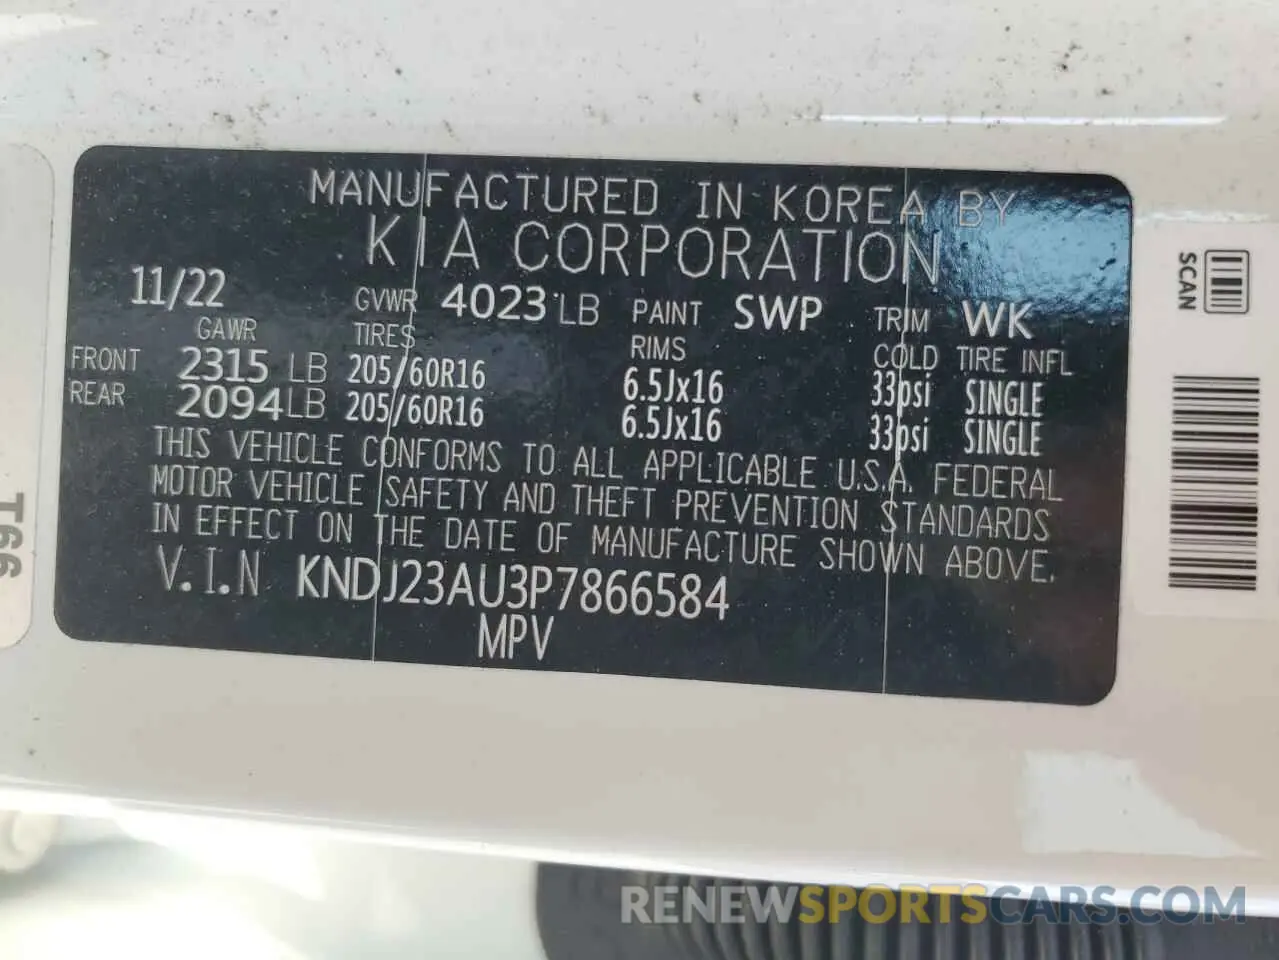 MANUFACTURED IN KOREA BY
KIA CORPORATION
11/22 GVWR 4023 LB PAINT SWP TRIM WK
GAWR TIRES RIMS COLD TIRE INFL
FRONT 2315 LB 205/60R16 6.5Jx16 33psi SINGLE
REAR 2094LB 205/60R16 6.5Jx16 33psi SINGLE
THIS VEHICLE CONFORMS TO ALL APPLICABLE U.S.A. FEDERAL
MOTOR VEHICLE SAFETY AND THEFT PREVENTION STANDARDS
IN EFFECT ON THE DATE OF MANUFACTURE SHOWN ABOVE.
V.I.N KNDJ23AU3P7866584
MPV
SCAN
RENEWSPORTSCARS.COM